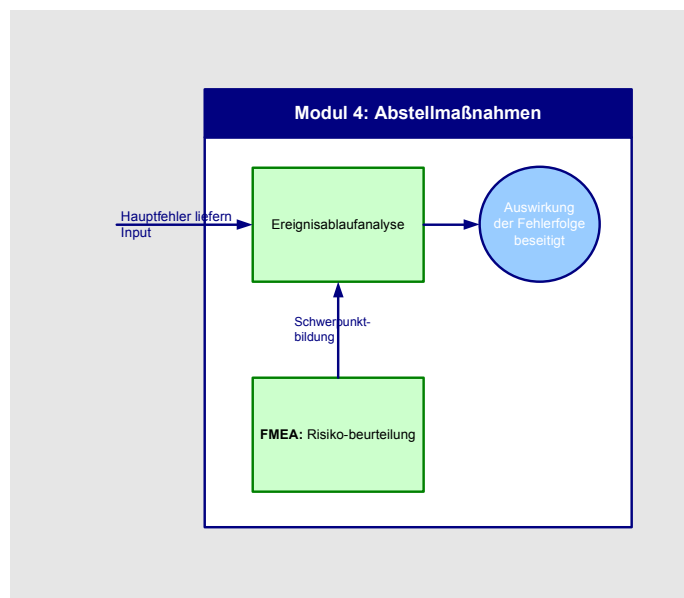 Modul 4: Abstellmaßnahmen
Hauptfehler liefern
Input
Ereignisablaufanalyse
Auswirkung
der Fehlerfolge
beseitigt
Schwerpunkt-
bildung
FMEA: Risiko-beurteilung